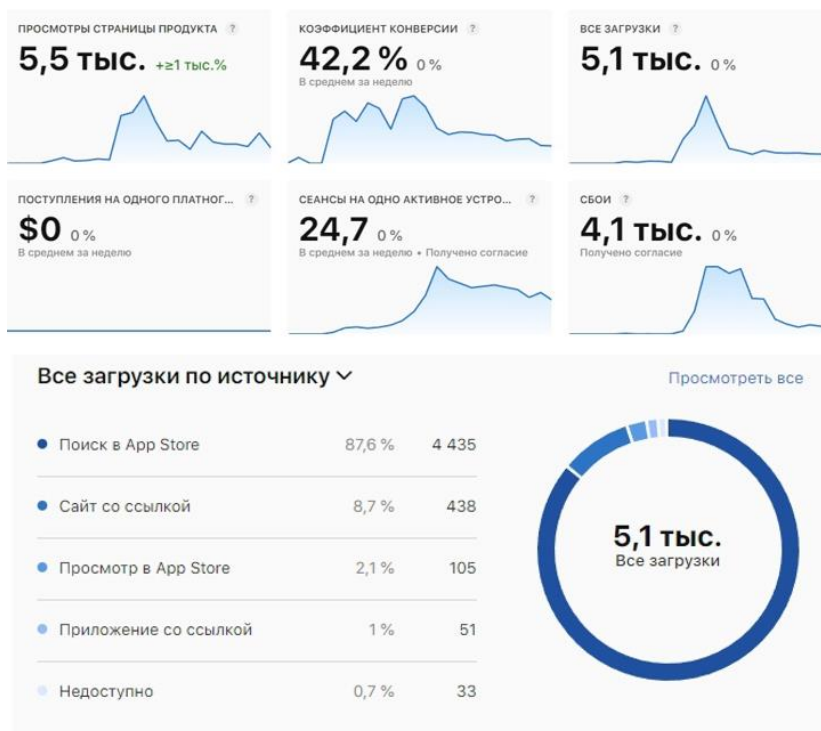 ПРОСМОТРЫ СТРАНИЦЫ ПРОДУКТА ?
5,5 тыс. +≥1 тыс.%
КОЭФФИЦИЕНТ КОНВЕРСИИ ?
42,2 % 0 %
В среднем за неделю
ВСЕ ЗАГРУЗКИ ?
5,1 тыс. 0 %
ПОСТУПЛЕНИЯ НА ОДНОГО ПЛАТНОГ... ?
$0 0 %
В среднем за неделю
СЕАНСЫ НА ОДНО АКТИВНОЕ УСТРО... ?
24,7 0 %
В среднем за неделю • Получено согласие
СБОИ ?
4,1 тыс. 0 %
Получено согласие
Все загрузки по источнику
Просмотреть все
Поиск в App Store 87,6 % 4 435
Сайт со ссылкой 8,7 % 438
Просмотр в App Store 2,1 % 105
Приложение со ссылкой 1 % 51
Недоступно 0,7 % 33
5,1 тыс.
Все загрузки